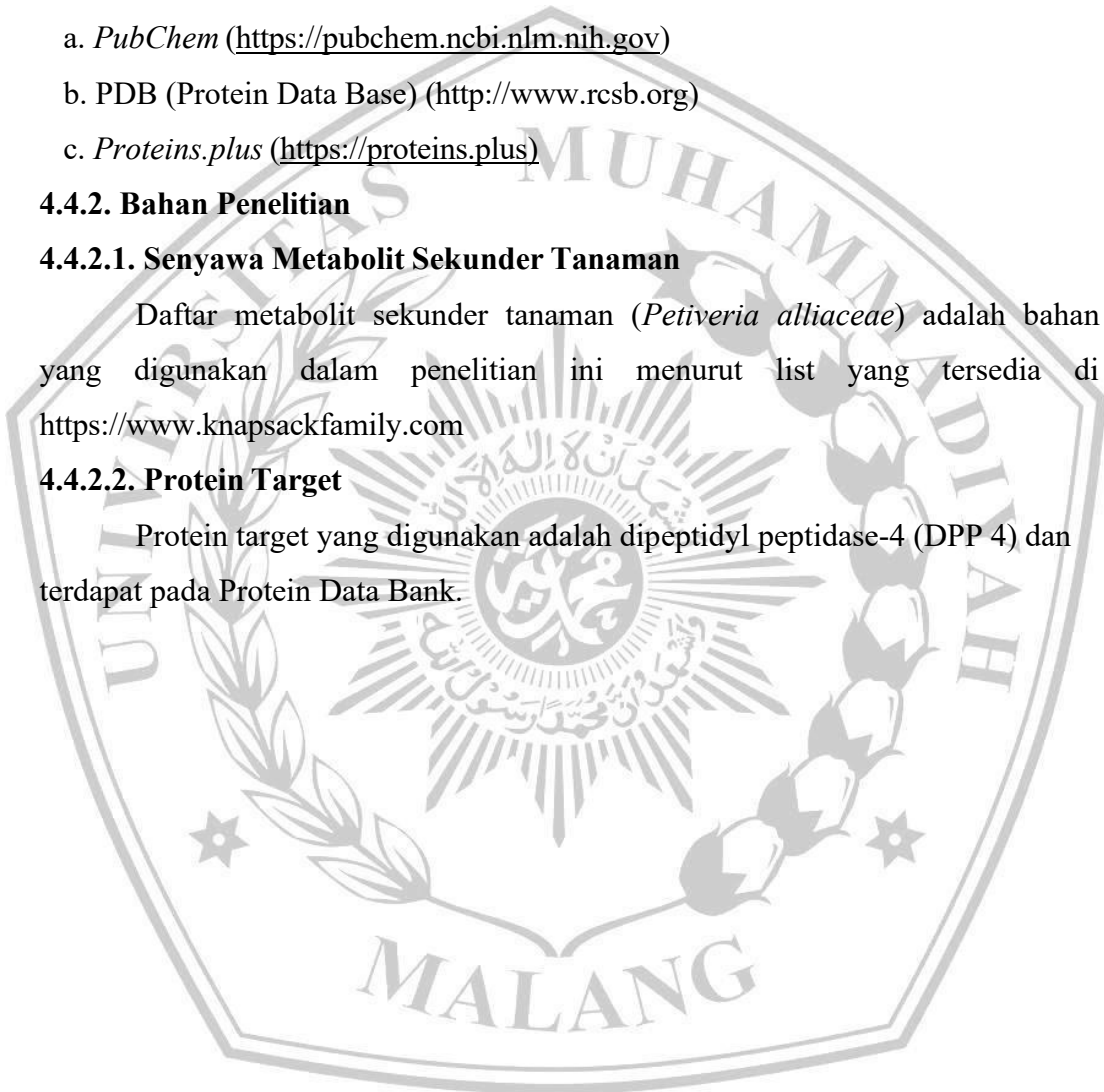 a. PubChem (https://pubchem.ncbi.nlm.nih.gov)
b. PDB (Protein Data Base) (http://www.rcsb.org)
c. Proteins.plus (https://proteins.plus)
4.4.2. Bahan Penelitian
4.4.2.1. Senyawa Metabolit Sekunder Tanaman
Daftar metabolit sekunder tanaman (Petiveria alliaceae) adalah bahan
yang digunakan dalam penelitian ini menurut list yang tersedia di
https://www.knapsackfamily.com
4.4.2.2. Protein Target
Protein target yang digunakan adalah dipeptidyl peptidase-4 (DPP 4) dan
terdapat pada Protein Data Bank.
UNIVERSITAS MUHAMMADIYAH
MALANG